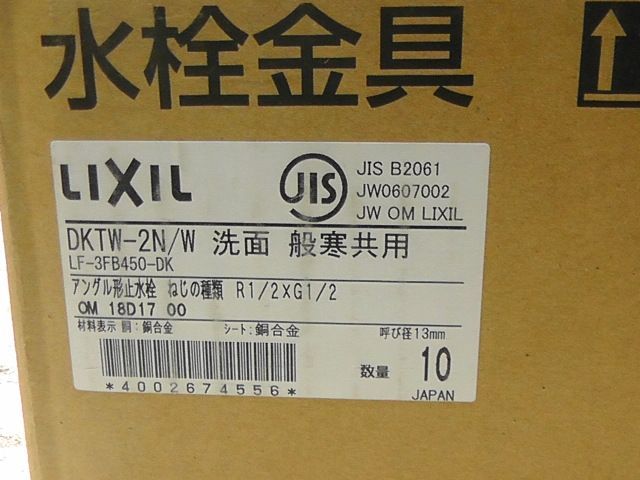 水栓金具
LIXIL
JIS
JIS B2061
JW0607002
JW OM LIXIL
DKTW-2N/W 洗面 般寒共用
LF-3FB450-DK
アングル形止水栓 ねじの種類 R1/2×G1/2
OM 18D17 00
材料表示 胴:銅合金 シート:銅合金 呼び径13mm
*4002674556*
数量 10
JAPAN